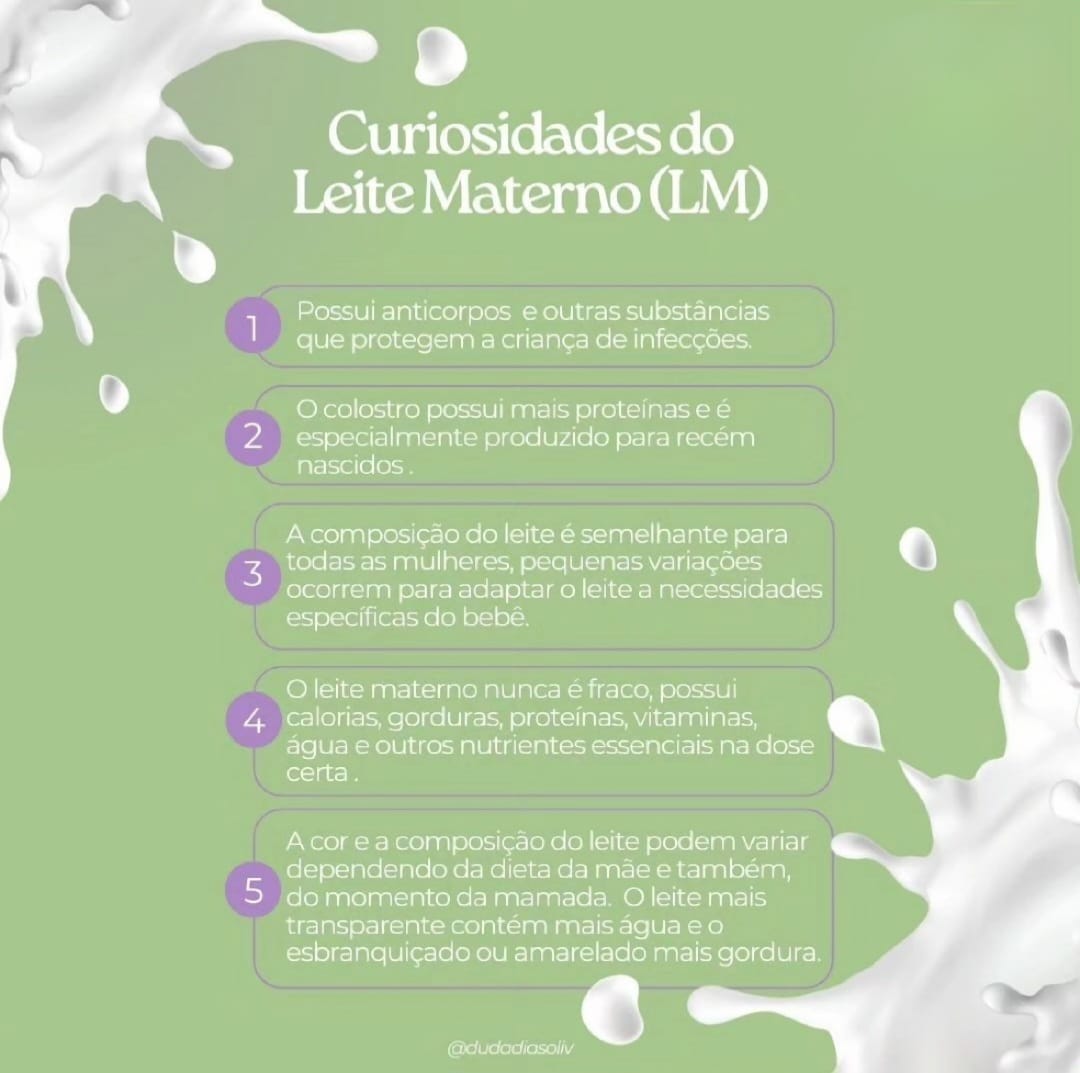 Curiosidades do
Leite Materno (LM)
1
Possui anticorpos e outras substâncias
que protegem a criança de infecções.
2
O colostro possui mais proteínas e é
especialmente produzido para recém
nascidos .
3
A composição do leite é semelhante para
todas as mulheres, pequenas variações
ocorrem para adaptar o leite a necessidades
específicas do bebê.
4
O leite materno nunca é fraco, possui
calorias, gorduras, proteínas, vitaminas,
água e outros nutrientes essenciais na dose
certa .
5
A cor e a composição do leite podem variar
dependendo da dieta da mãe e também,
do momento da mamada. O leite mais
transparente contém mais água e o
esbranquiçado ou amarelado mais gordura.
@dudadiasoliv